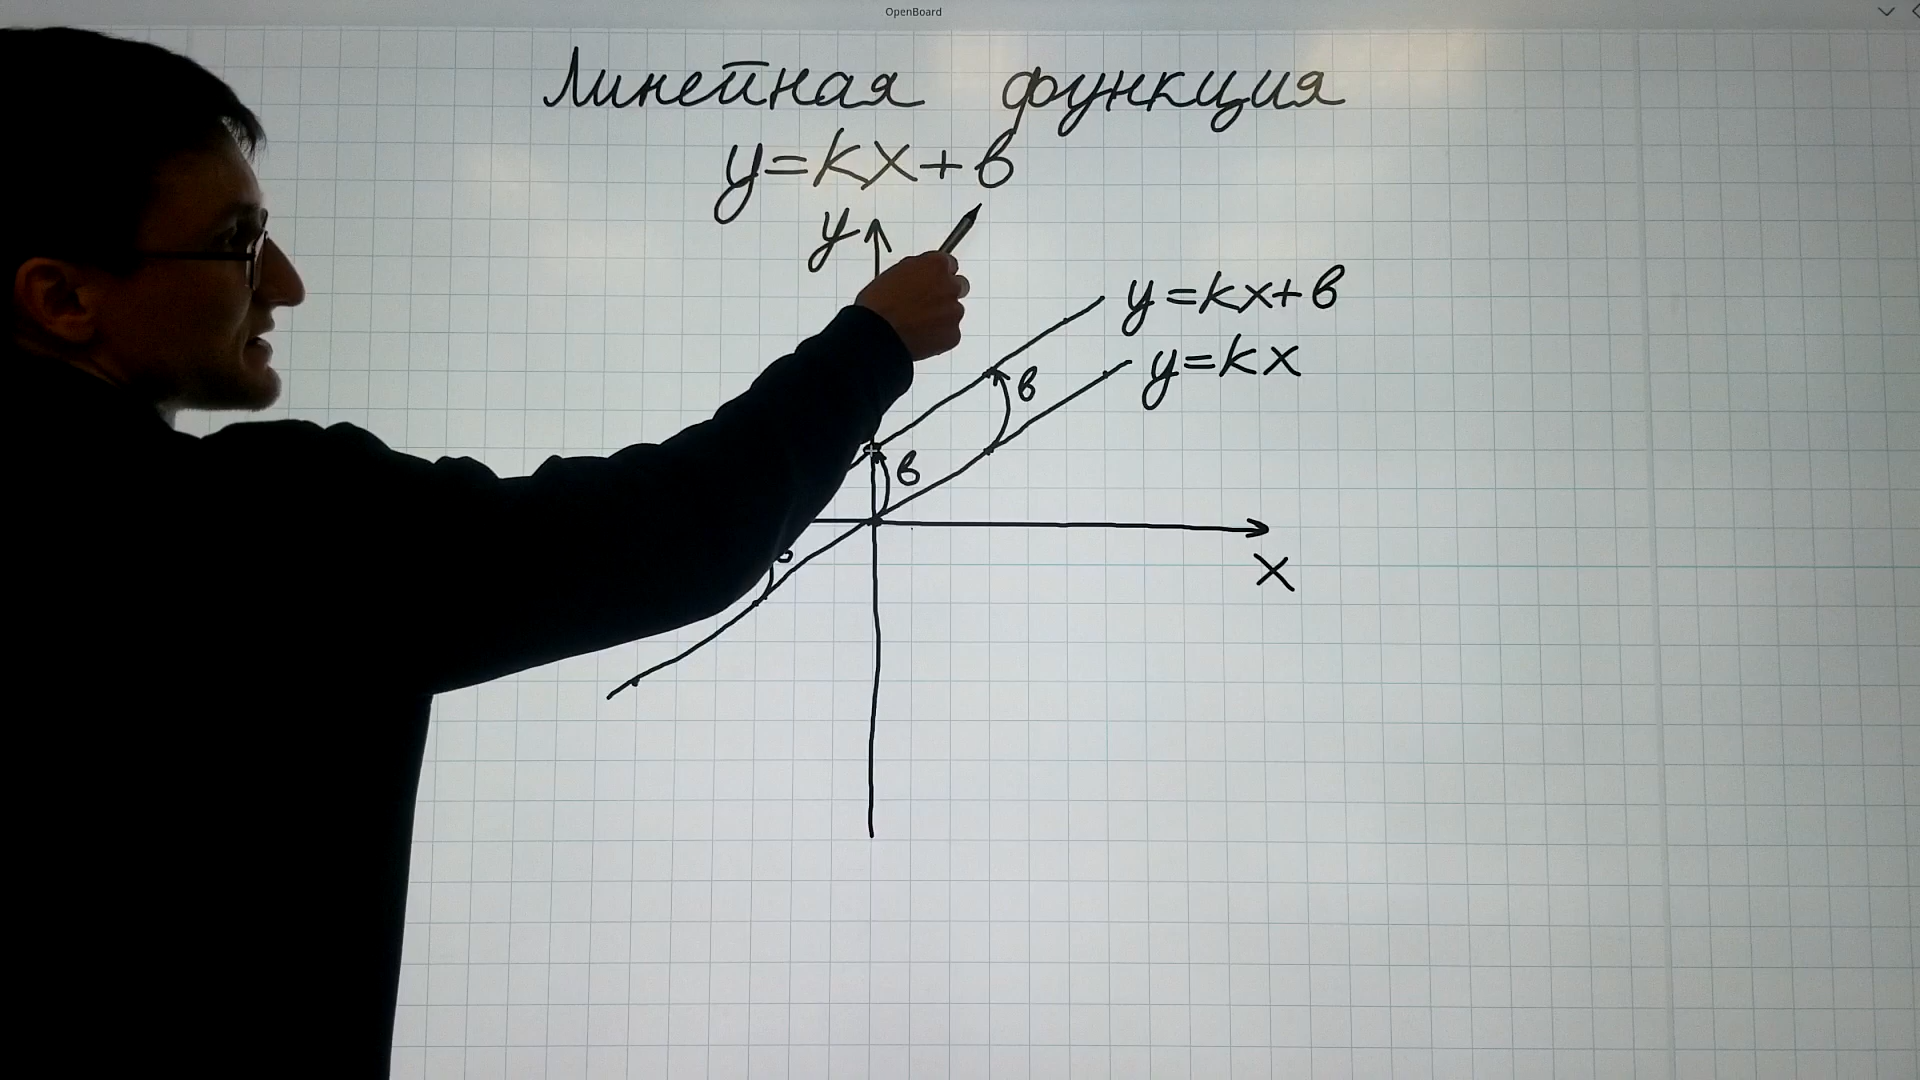 OpenBoard
Линейная функция
y=kx+в
y
y=kx+в
y=kx
в
в
x